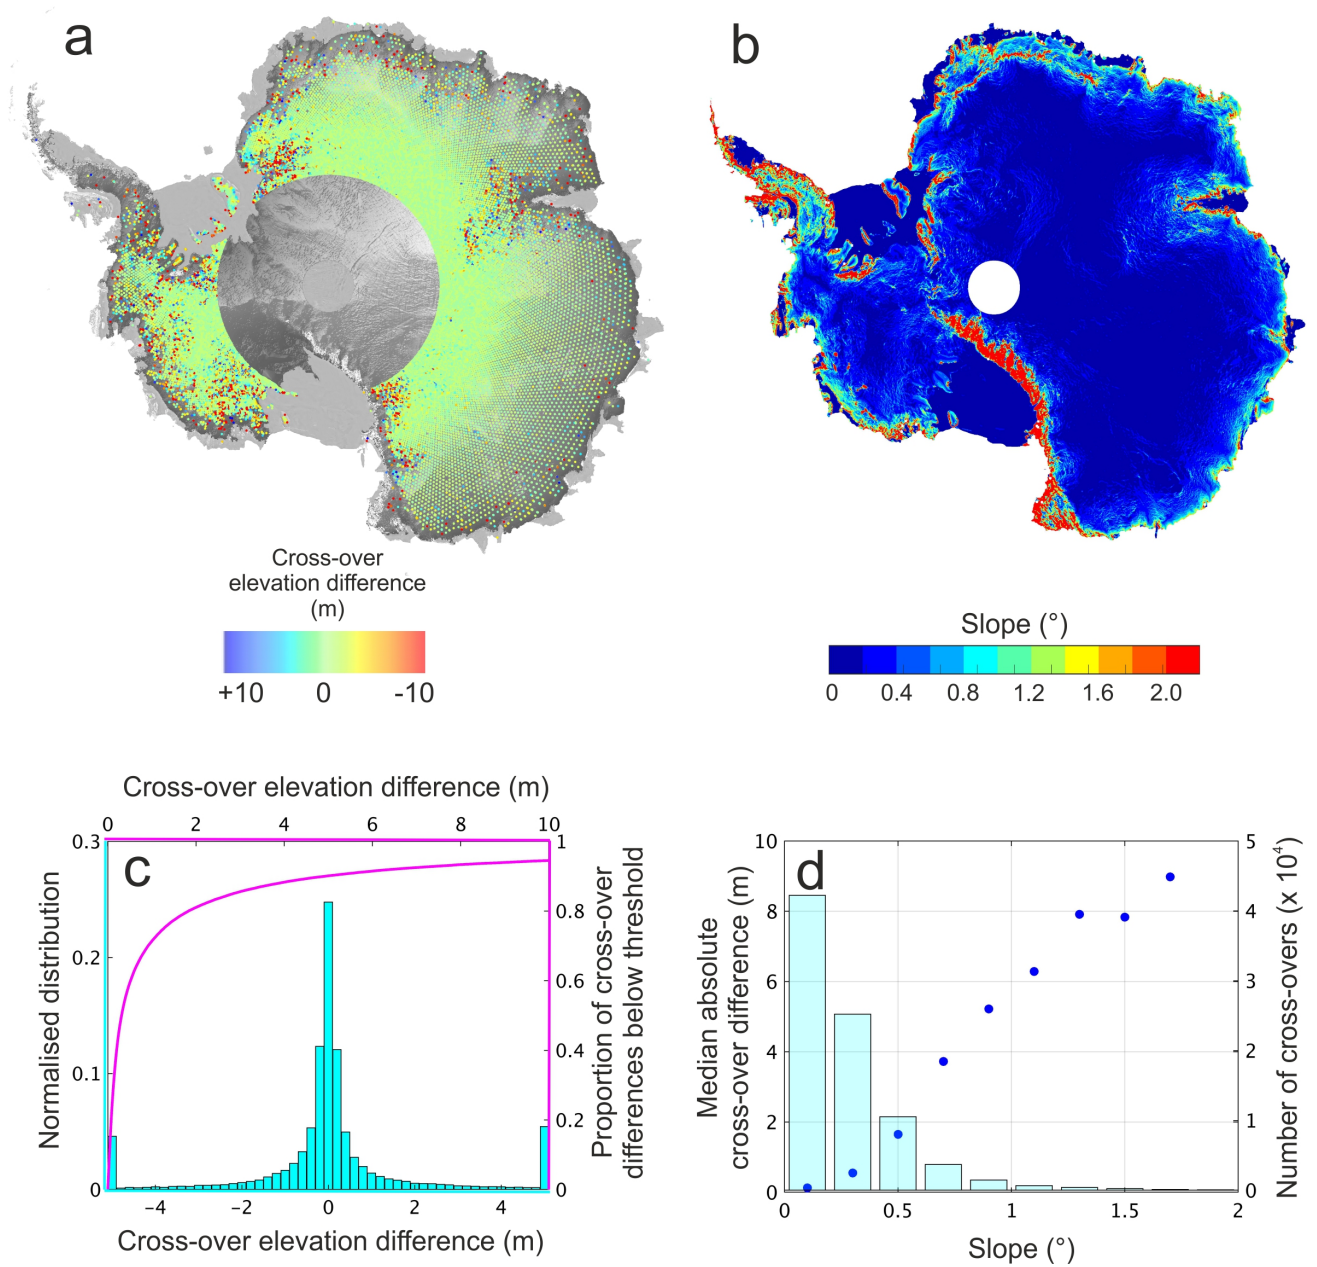 a
b
Cross-over
elevation difference
(m)
+10 0 -10
Slope (°)
0 0.4 0.8 1.2 1.6 2.0
Cross-over elevation difference (m)
0 2 4 6 8 10
c
Normalised distribution
0.3
0.2
0.1
0
1
0.8
0.6
0.4
0.2
0
Proportion of cross-over
differences below threshold
−4 −2 0 2 4
Cross-over elevation difference (m)
d
Median absolute
cross-over difference (m)
10
8
6
4
2
0
5
4
3
2
1
0
Number of cross-overs (x 10⁴)
0 0.5 1 1.5 2
Slope (°)